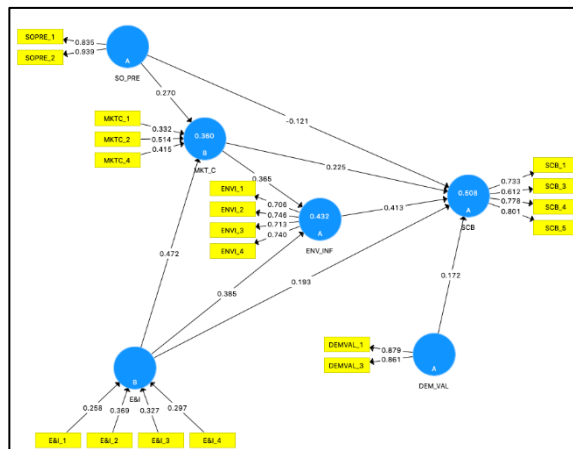 SOPRE_1
0.835
SOPRE_2
0.939
A
SO_PRE
0.270
-0.121
MKTC_1
0.332
MKTC_2
0.514
MKTC_4
0.415
0.360
B
MKT_C
0.365
0.225
ENVI_1
0.706
ENVI_2
0.746
ENVI_3
0.713
ENVI_4
0.740
0.432
A
ENV_INF
0.413
0.508
A
SCB
0.733
SCB_1
0.612
SCB_3
0.778
SCB_4
0.801
SCB_5
0.472
0.385
0.193
0.172
DEMVAL_1
0.879
DEMVAL_3
0.861
A
DEM_VAL
B
E&I
0.258
0.369
0.327
0.297
E&I_1
E&I_2
E&I_3
E&I_4